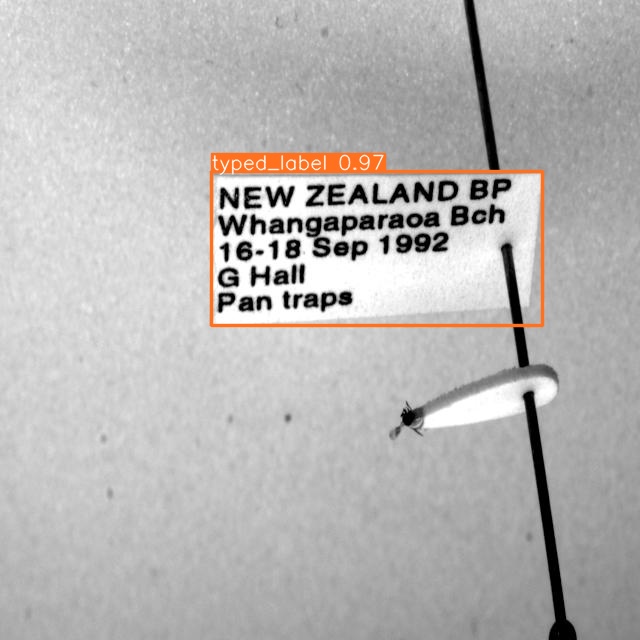 typed_label 0.97
NEW ZEALAND BP
Whangaparaoa Bch
16-18 Sep 1992
G Hall
Pan traps